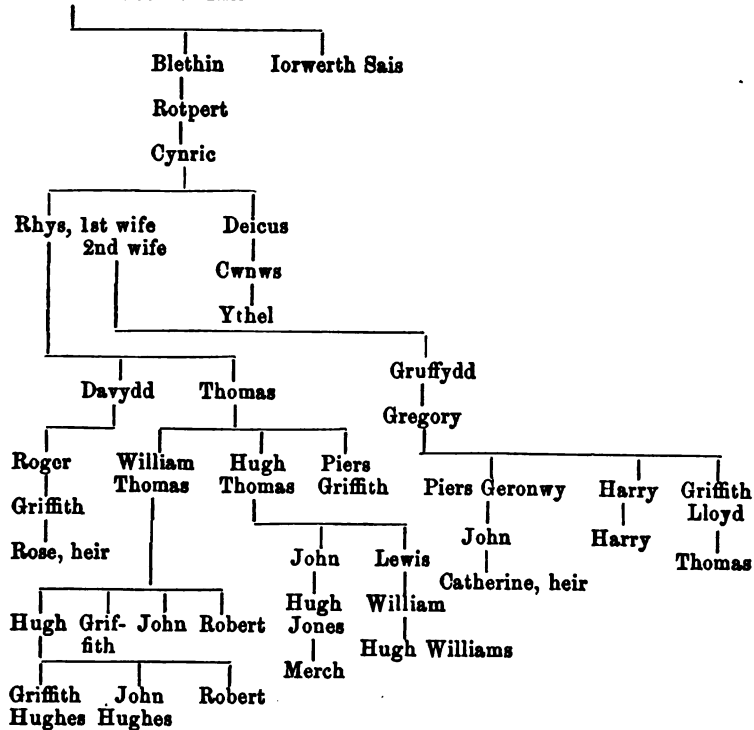 Blethin Iorwerth Sais
Rotpert
Cynric
Rhys, 1st wife Deicus
2nd wife
Cwnws
Ythel
Gruffydd
Davydd Thomas
Gregory
Roger William Hugh Piers
Thomas Thomas Griffith
Piers Geronwy Harry Griffith
Lloyd
Griffith
John Harry
Rose, heir John Lewis Thomas
Catherine, heir
Hugh William
Hugh Grif- John Robert Jones
fith
Hugh Williams
Merch
Griffith John Robert
Hughes Hughes